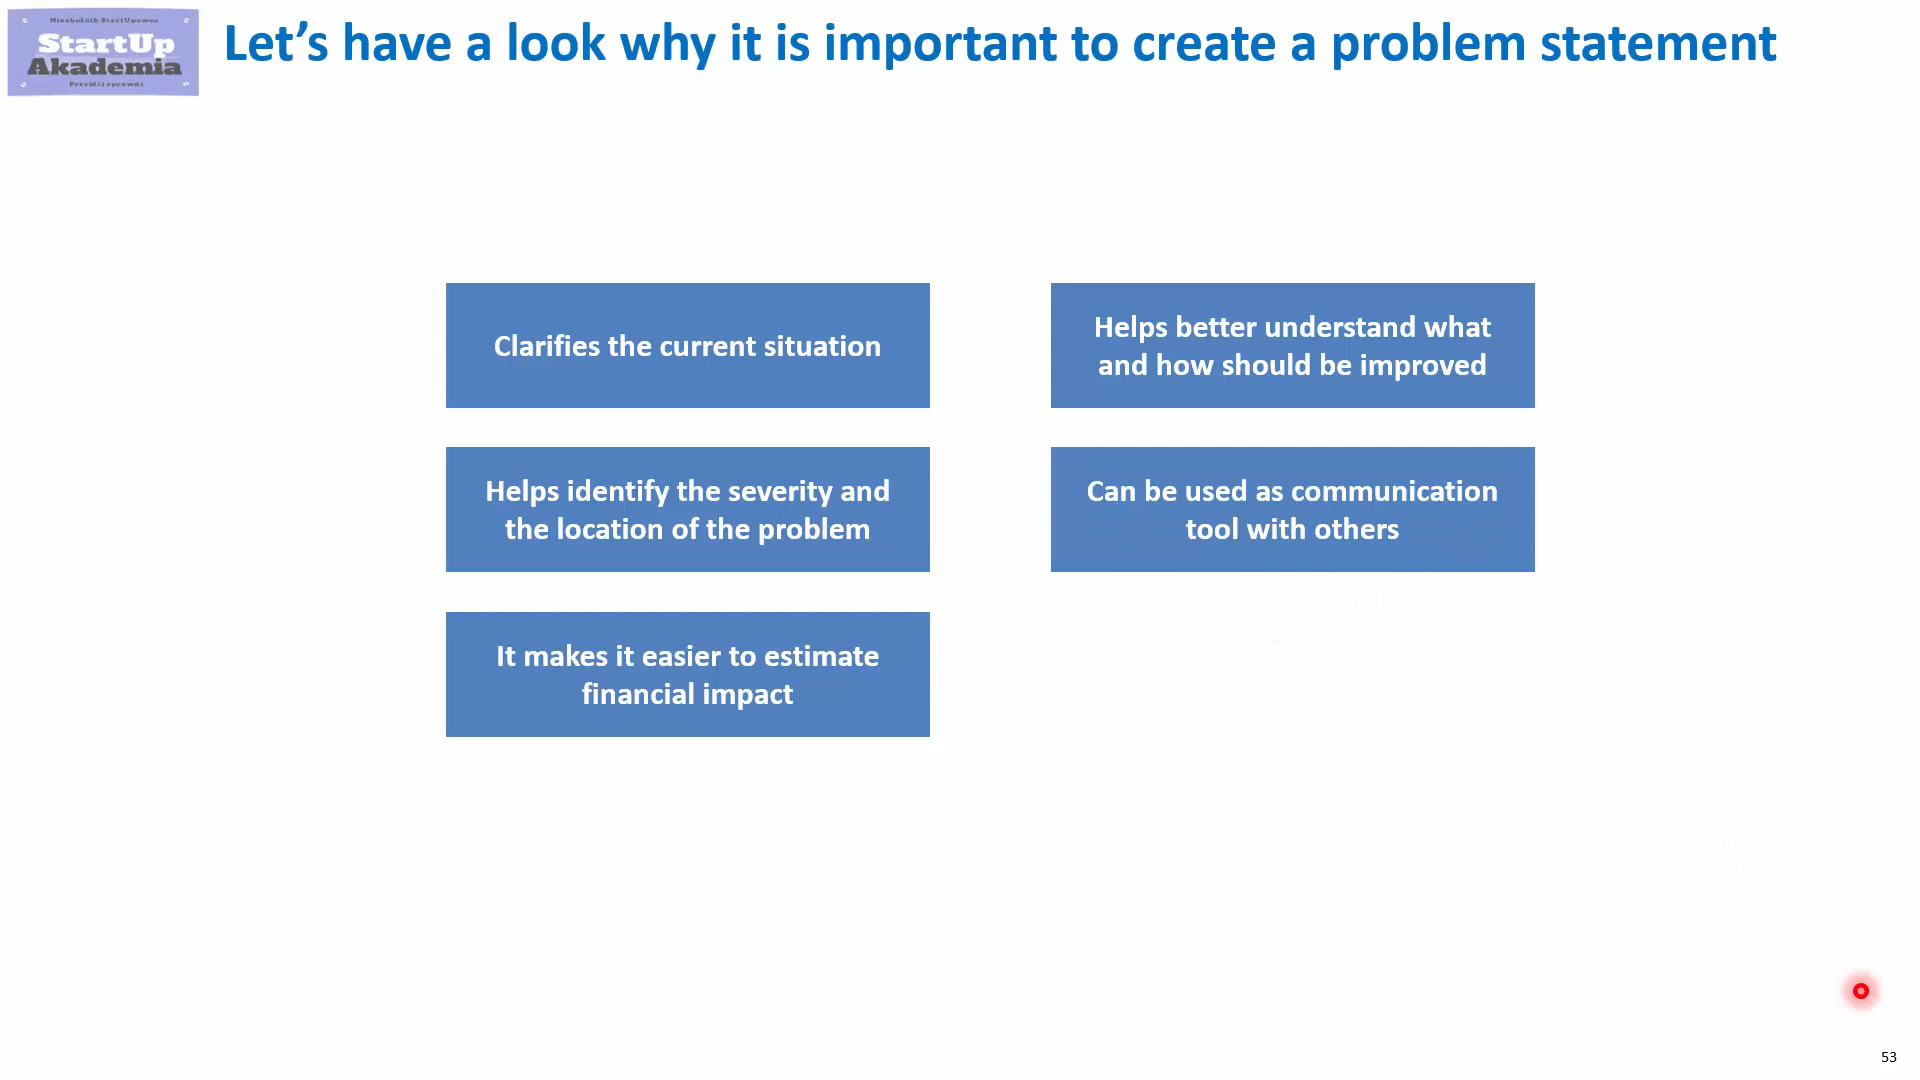 Niezbędnik StartUpowca
StartUp
Akademia
Let's have a look why it is important to create a problem statement
Clarifies the current situation
Helps better understand what
and how should be improved
Helps identify the severity and
the location of the problem
Can be used as communication
tool with others
It makes it easier to estimate
financial impact
53